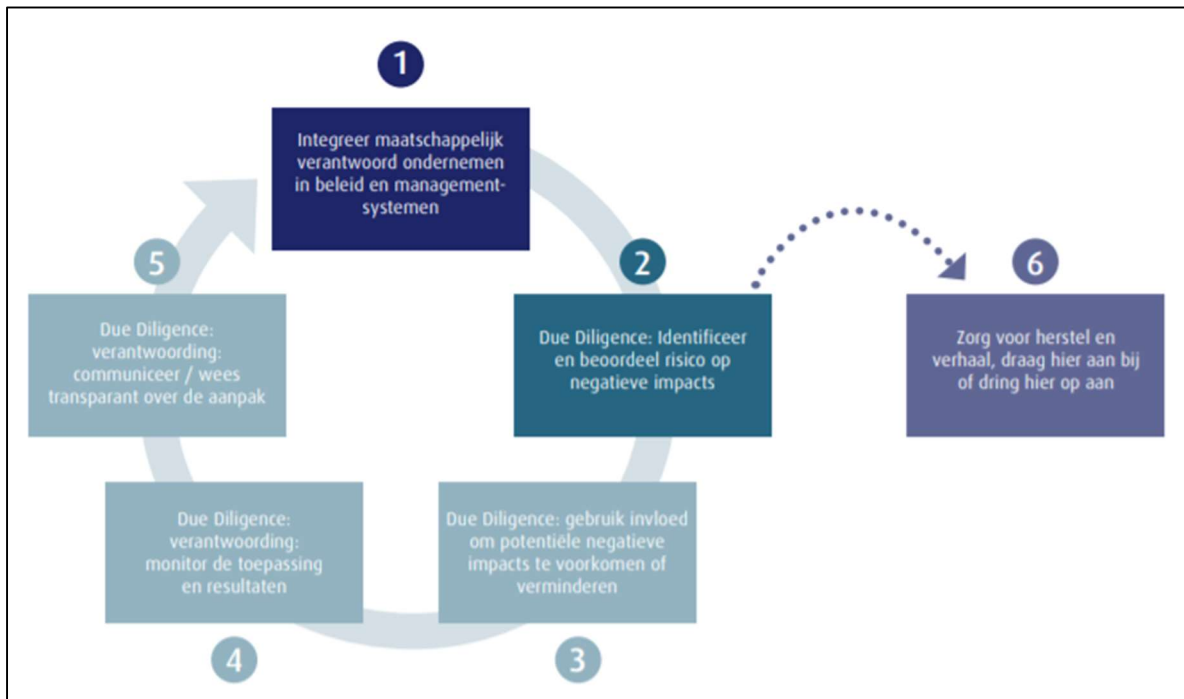 1
Integreer maatschappelijk
verantwoord ondernemen
in beleid en management-
systemen
2
Due Diligence: Identificeer
en beoordeel risico op
negatieve impacts
3
Due Diligence: gebruik invloed
om potentiële negatieve
impacts te voorkomen of
verminderen
4
Due Diligence:
verantwoording:
monitor de toepassing
en resultaten
5
Due Diligence:
verantwoording:
communiceer / wees
transparant over de aanpak
6
Zorg voor herstel en
verhaal, draag hier aan bij
of dring hier op aan